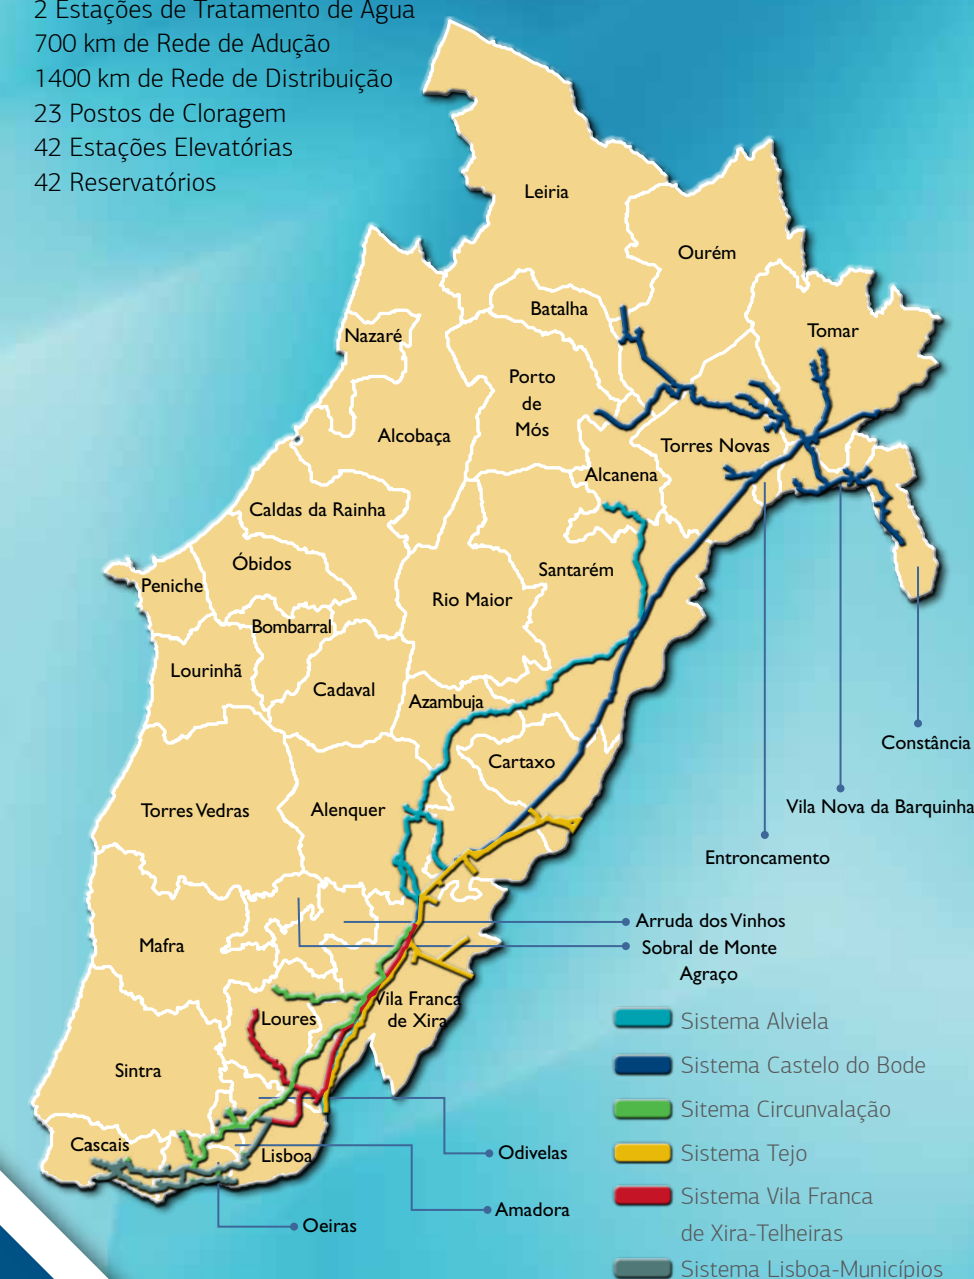 2 Estações de Tratamento de Água
700 km de Rede de Adução
1400 km de Rede de Distribuição
23 Postos de Cloragem
42 Estações Elevatórias
42 Reservatórios
Leiria
Ourém
Batalha
Nazaré
Tomar
Porto
de
Mós
Alcobaça
Torres Novas
Alcanena
Caldas da Rainha
Óbidos
Santarém
Peniche
Rio Maior
Bombarral
Lourinhã
Cadaval
Azambuja
Constância
Cartaxo
Vila Nova da Barquinha
Torres Vedras
Alenquer
Entroncamento
Arruda dos Vinhos
Sobral de Monte
Agraço
Mafra
Vila Franca
de Xira
Loures
Sintra
Cascais
Lisboa
Odivelas
Amadora
Oeiras
Sistema Alviela
Sistema Castelo do Bode
Sitema Circunvalação
Sistema Tejo
Sistema Vila Franca
de Xira-Telheiras
Sistema Lisboa-Municípios